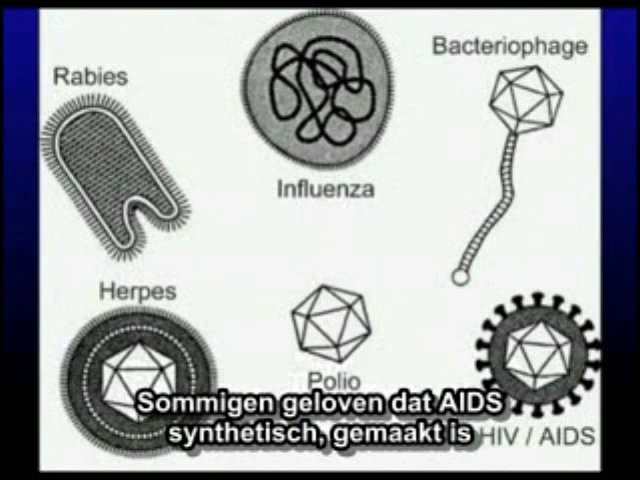 Bacteriophage
Rabies
Influenza
Herpes
Polio
HIV / AIDS
Sommigen geloven dat AIDS
synthetisch, gemaakt is